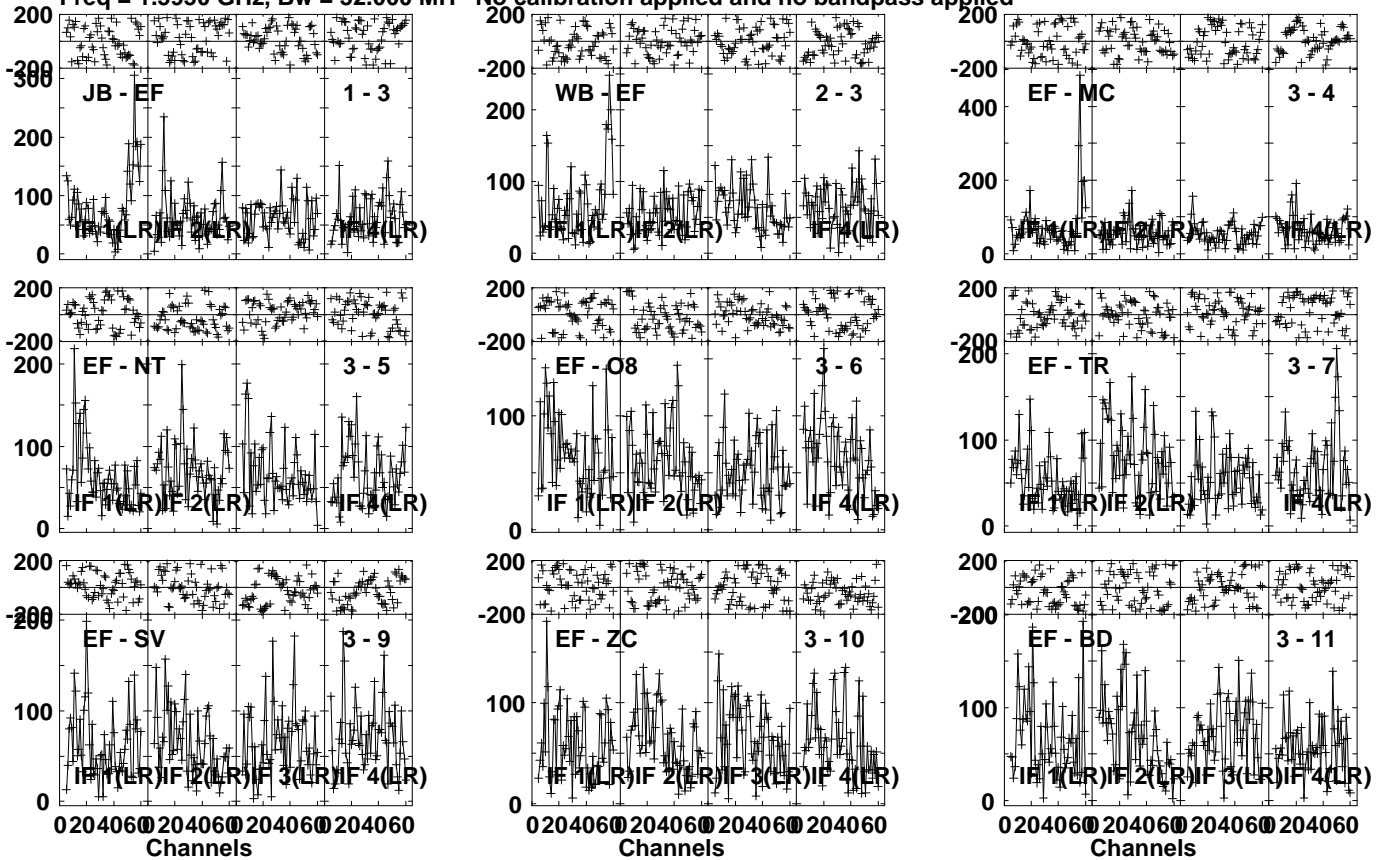 Freq = 1.5950 GHz, Bw = 32.000 MH No calibration applied and no bandpass applied
200
-200
300
200
100
0
JB - EF 1 - 3
IF 1(LR) IF 2(LR) IF 4(LR)
200
-200
200
100
0
WB - EF 2 - 3
IF 1(LR) IF 2(LR) IF 4(LR)
200
-200
400
200
0
EF - MC 3 - 4
IF 1(LR) IF 2(LR) IF 4(LR)
200
-200
200
100
0
EF - NT 3 - 5
IF 1(LR) IF 2(LR) IF 4(LR)
200
-200
100
0
EF - O8 3 - 6
IF 1(LR) IF 2(LR) IF 4(LR)
200
-200
200
100
0
EF - TR 3 - 7
IF 1(LR) IF 2(LR) IF 4(LR)
200
-200
200
100
0
EF - SV 3 - 9
IF 1(LR) IF 2(LR) IF 3(LR) IF 4(LR)
0 20 40 60 0 20 40 60 0 20 40 60 0 20 40 60
Channels
200
-200
100
0
EF - ZC 3 - 10
IF 1(LR) IF 2(LR) IF 3(LR) IF 4(LR)
0 20 40 60 0 20 40 60 0 20 40 60 0 20 40 60
Channels
200
-200
200
100
0
EF - BD 3 - 11
IF 1(LR) IF 2(LR) IF 3(LR) IF 4(LR)
0 20 40 60 0 20 40 60 0 20 40 60 0 20 40 60
Channels